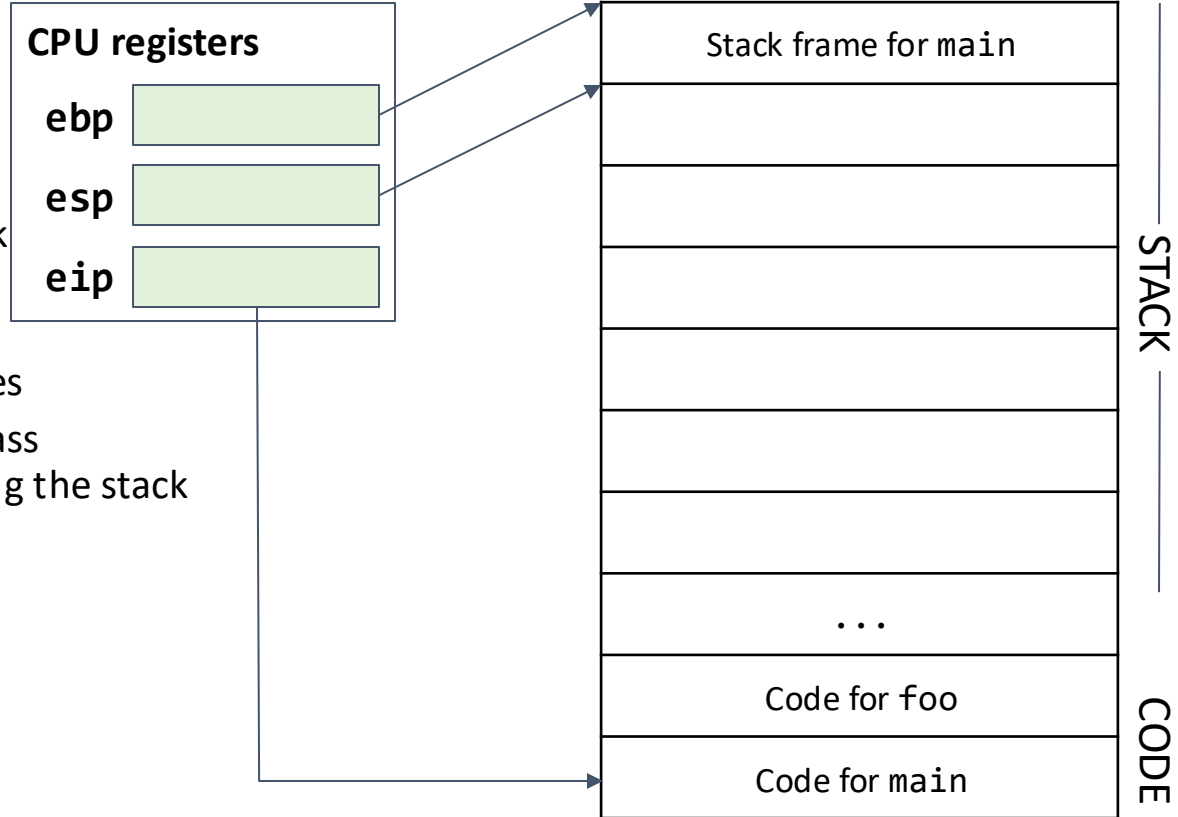 CPU registers
ebp
esp
eip
es
g the stack
Stack frame for main
...
Code for foo
Code for main
STACK
CODE